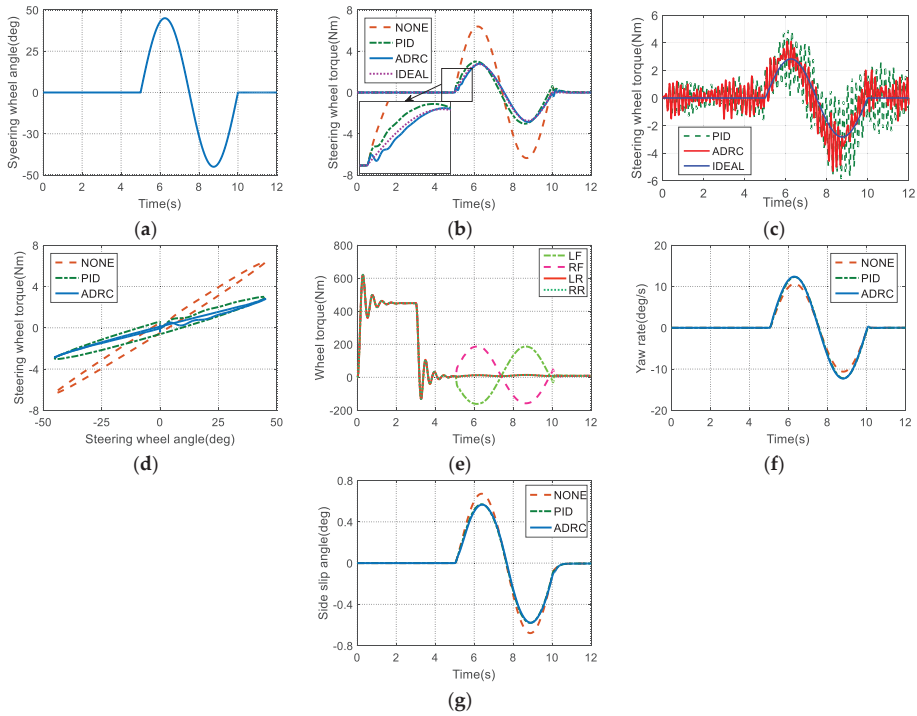 50
25
0
-25
-50
0 2 4 6 8 10 12
Syeering wheel angle(deg)
Time(s)
(a)
8
4
0
-4
-8
0 2 4 6 8 10 12
Steering wheel torque(Nm)
Time(s)
NONE
PID
ADRC
IDEAL
(b)
6
4
2
0
-2
-4
-6
0 2 4 6 8 10 12
Steering wheel torque(Nm)
Time(s)
PID
ADRC
IDEAL
(c)
8
4
0
-4
-8
-50 -25 0 25 50
Steering wheel torque(Nm)
Steering wheel angle(deg)
NONE
PID
ADRC
(d)
800
600
400
200
0
-200
0 2 4 6 8 10 12
Wheel torque(Nm)
Time(s)
LF
RF
LR
RR
(e)
20
10
0
-10
-20
0 2 4 6 8 10 12
Yaw rate(deg/s)
Time(s)
NONE
PID
ADRC
(f)
0.8
0.4
0
-0.4
-0.8
0 2 4 6 8 10 12
Side slip angle(deg)
Time(s)
NONE
PID
ADRC
(g)